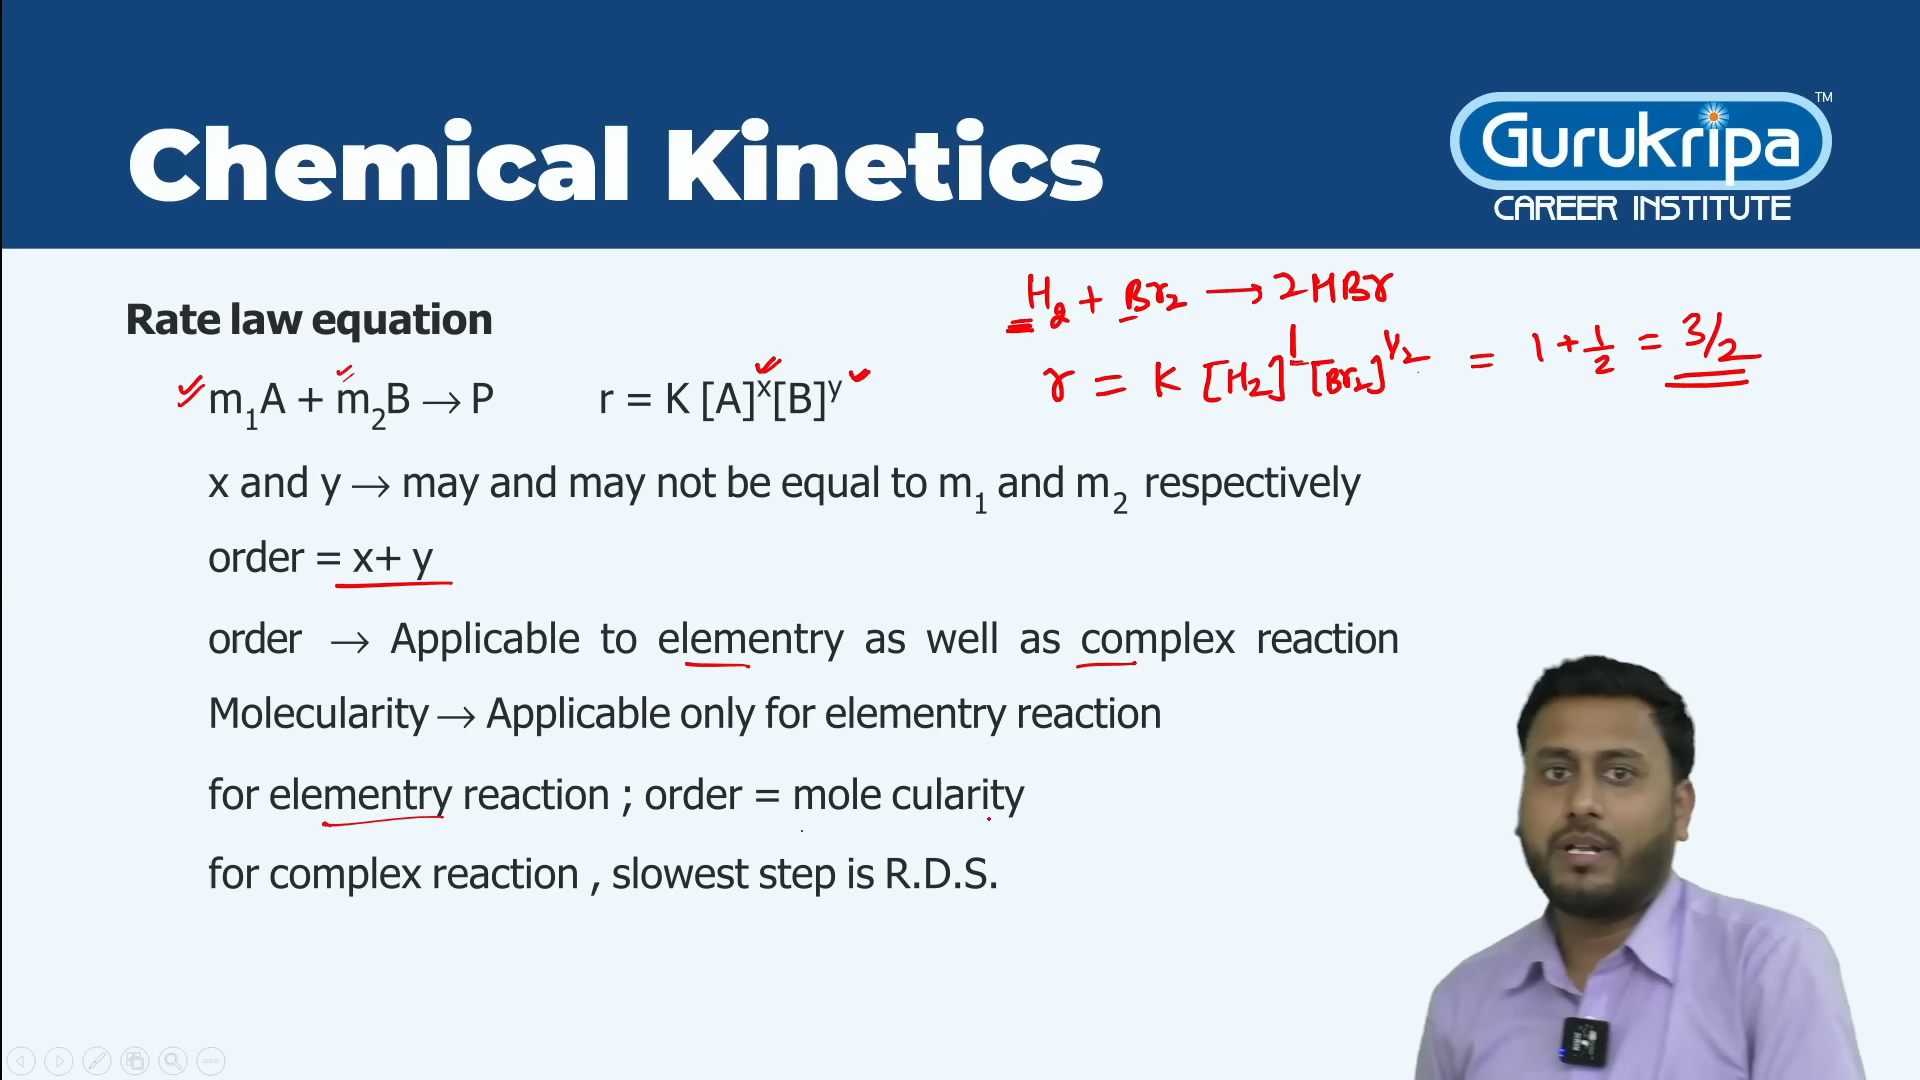 Chemical Kinetics
Gurukripa TM
CAREER INSTITUTE
Rate law equation
H₂ + Br₂ → 2HBr
r = K [H₂]¹ [Br₂]^1/2 = 1 + 1/2 = 3/2
m₁A + m₂B → P r = K [A]ˣ[B]ʸ
x and y → may and may not be equal to m₁ and m₂ respectively
order = x+ y
order → Applicable to elementry as well as complex reaction
Molecularity → Applicable only for elementry reaction
for elementry reaction ; order = mole cularity
for complex reaction , slowest step is R.D.S.